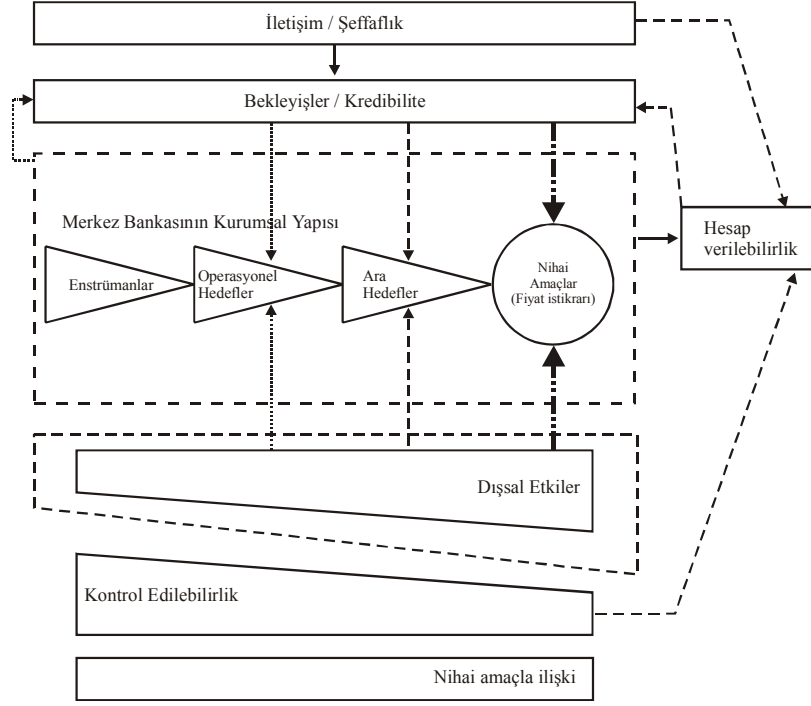 İletişim / Şeffaflık
Bekleyişler / Kredibilite
Merkez Bankasının Kurumsal Yapısı
Enstrümanlar
Operasyonel
Hedefler
Ara
Hedefler
Nihai
Amaçlar
(Fiyat istikrarı)
Hesap
verilebilirlik
Dışsal Etkiler
Kontrol Edilebilirlik
Nihai amaçla ilişki